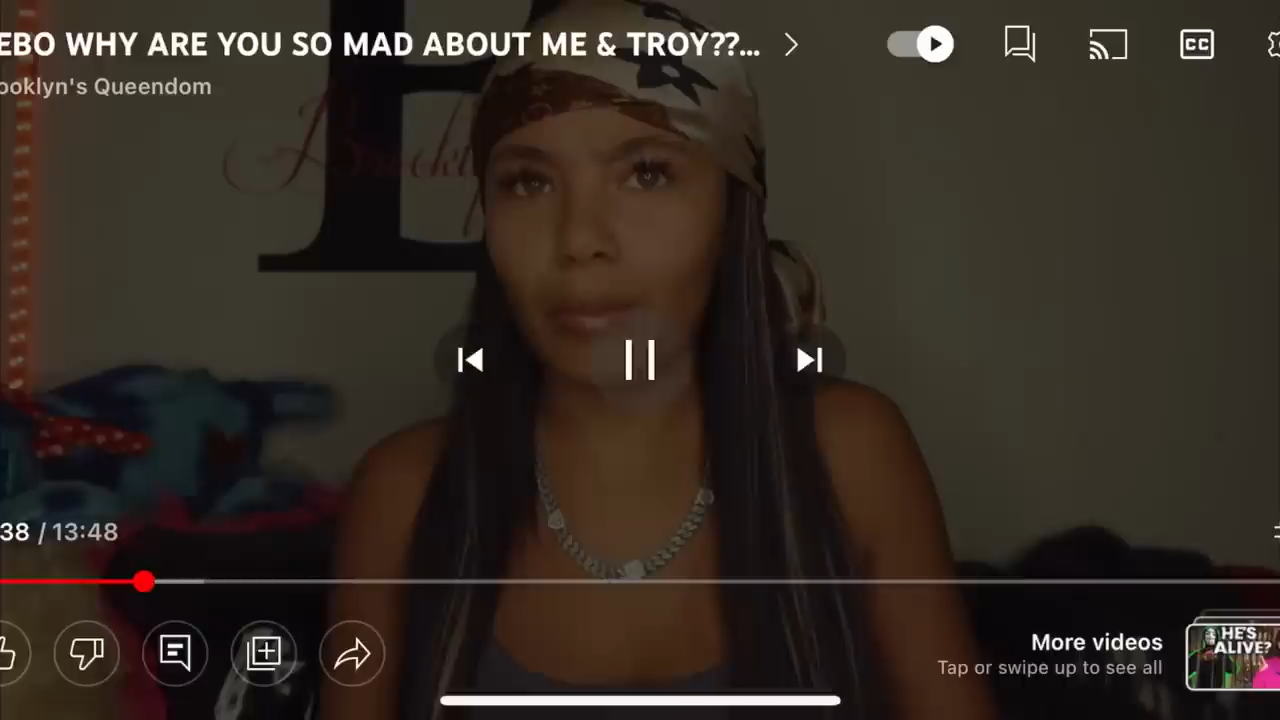 EBO WHY ARE YOU SO MAD ABOUT ME & TROY??...
ooklyn's Queendom
CC
38 / 13:48
More videos
Tap or swipe up to see all
HE'S
ALIVE?